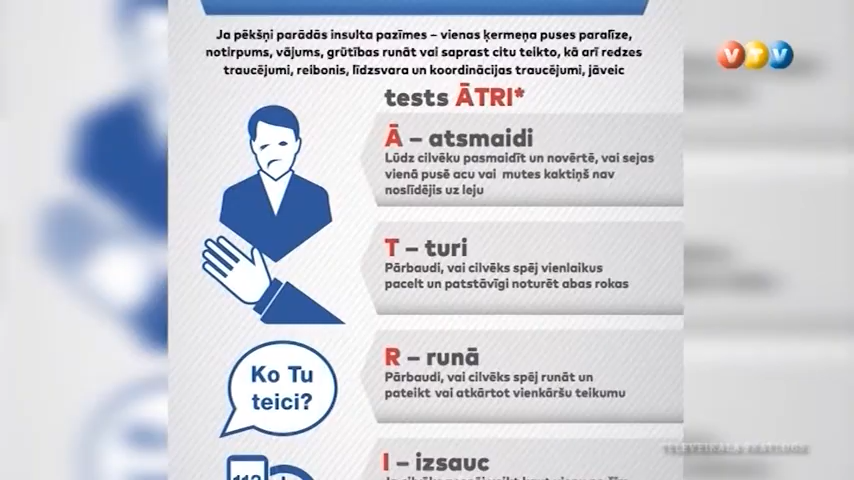 Ja pēkšņi parādās insulta pazīmes – vienas ķermeņa puses paralīze,
notirpums, vājums, grūtības runāt vai saprast citu teikto, kā arī redzes
traucējumi, reibonis, līdzsvara un koordinācijas traucējumi, jāveic
VTV
tests ĀTRI*
Ā – atsmaidi
Lūdz cilvēku pasmaidīt un novērtē, vai sejas
vienā pusē acu vai mutes kaktiņš nav
noslīdējis uz leju
T – turi
Pārbaudi, vai cilvēks spēj vienlaikus
pacelt un patstāvīgi noturēt abas rokas
R – runā
Pārbaudi, vai cilvēks spēj runāt un
pateikt vai atkārtot vienkāršu teikumu
Ko Tu
teici?
I – izsauc